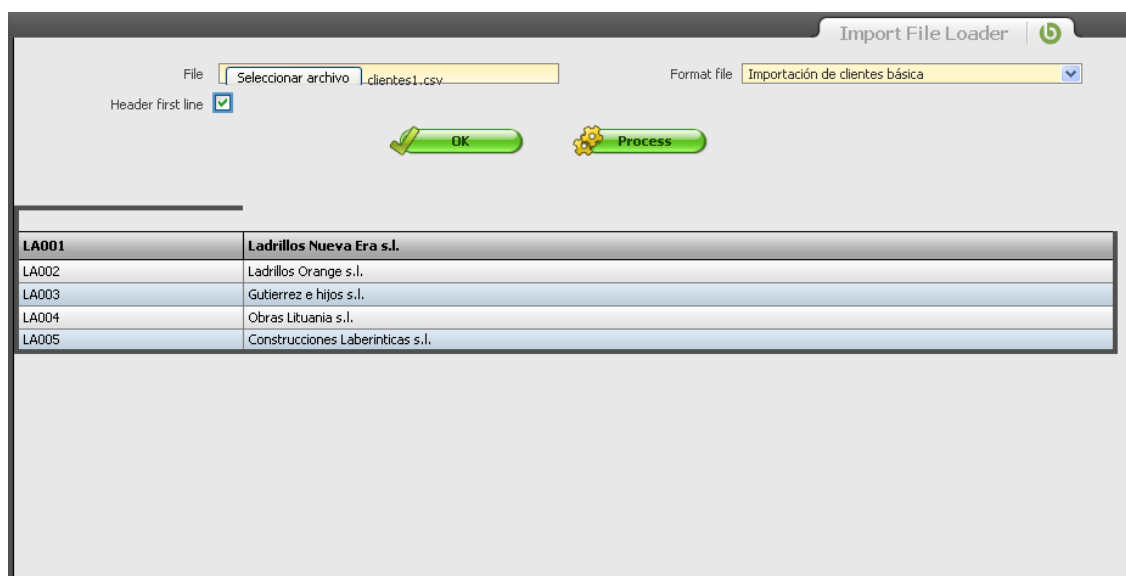 Import File Loader
File Seleccionar archivo clientes1.csv Format file Importación de clientes básica
Header first line
OK Process
LA001 Ladrillos Nueva Era s.l.
LA002 Ladrillos Orange s.l.
LA003 Gutierrez e hijos s.l.
LA004 Obras Lituania s.l.
LA005 Construcciones Laberinticas s.l.